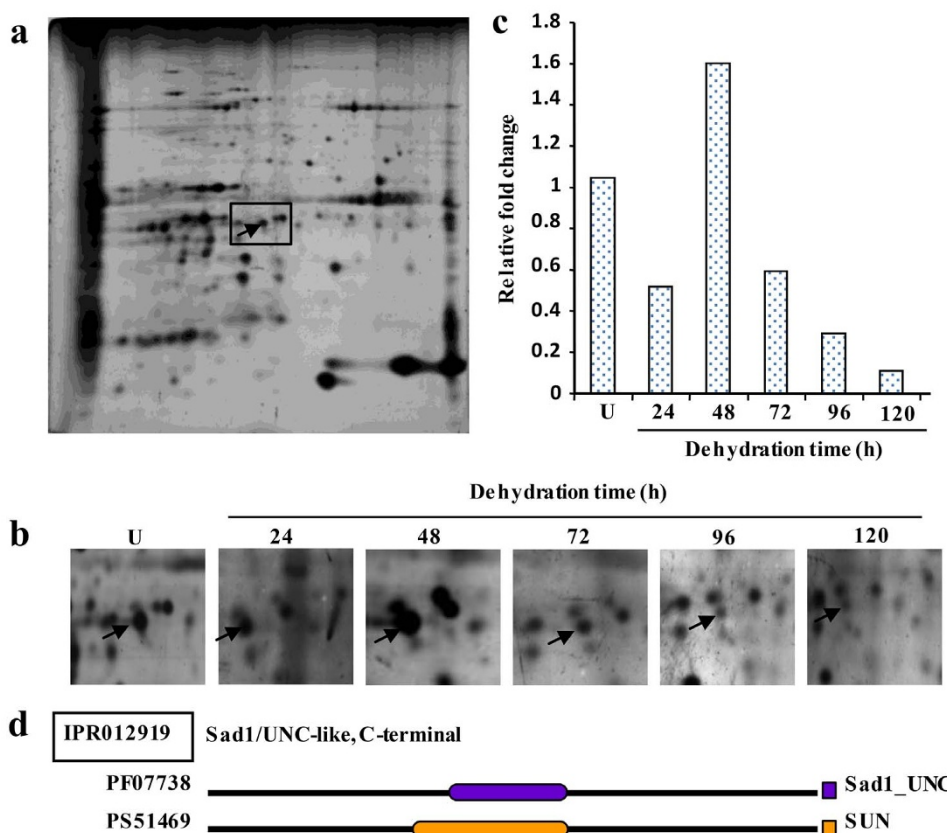 a
c
1.8
1.6
1.4
1.2
1
0.8
0.6
0.4
0.2
0
Relative fold change
U 24 48 72 96 120
Dehydration time (h)
Dehydration time (h)
b
U 24 48 72 96 120
d
IPR012919 Sad1/UNC-like, C-terminal
PF07738 Sad1_UNC
PS51469 SUN